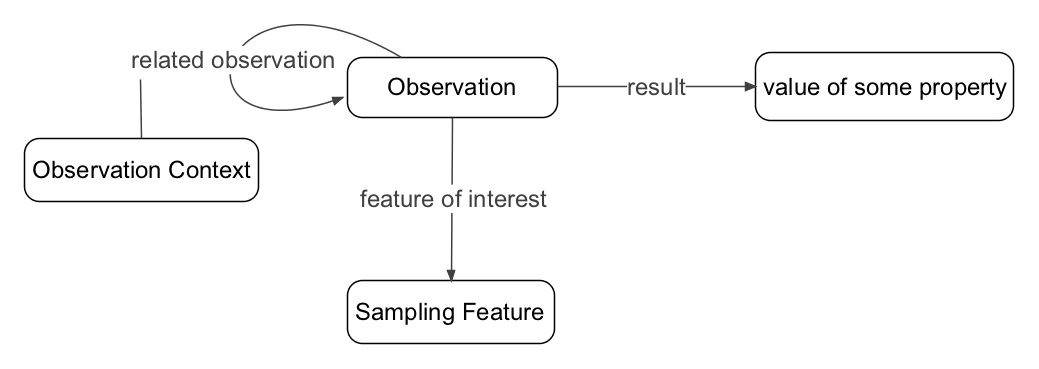 related observation
Observation
result
value of some property
Observation Context
feature of interest
Sampling Feature